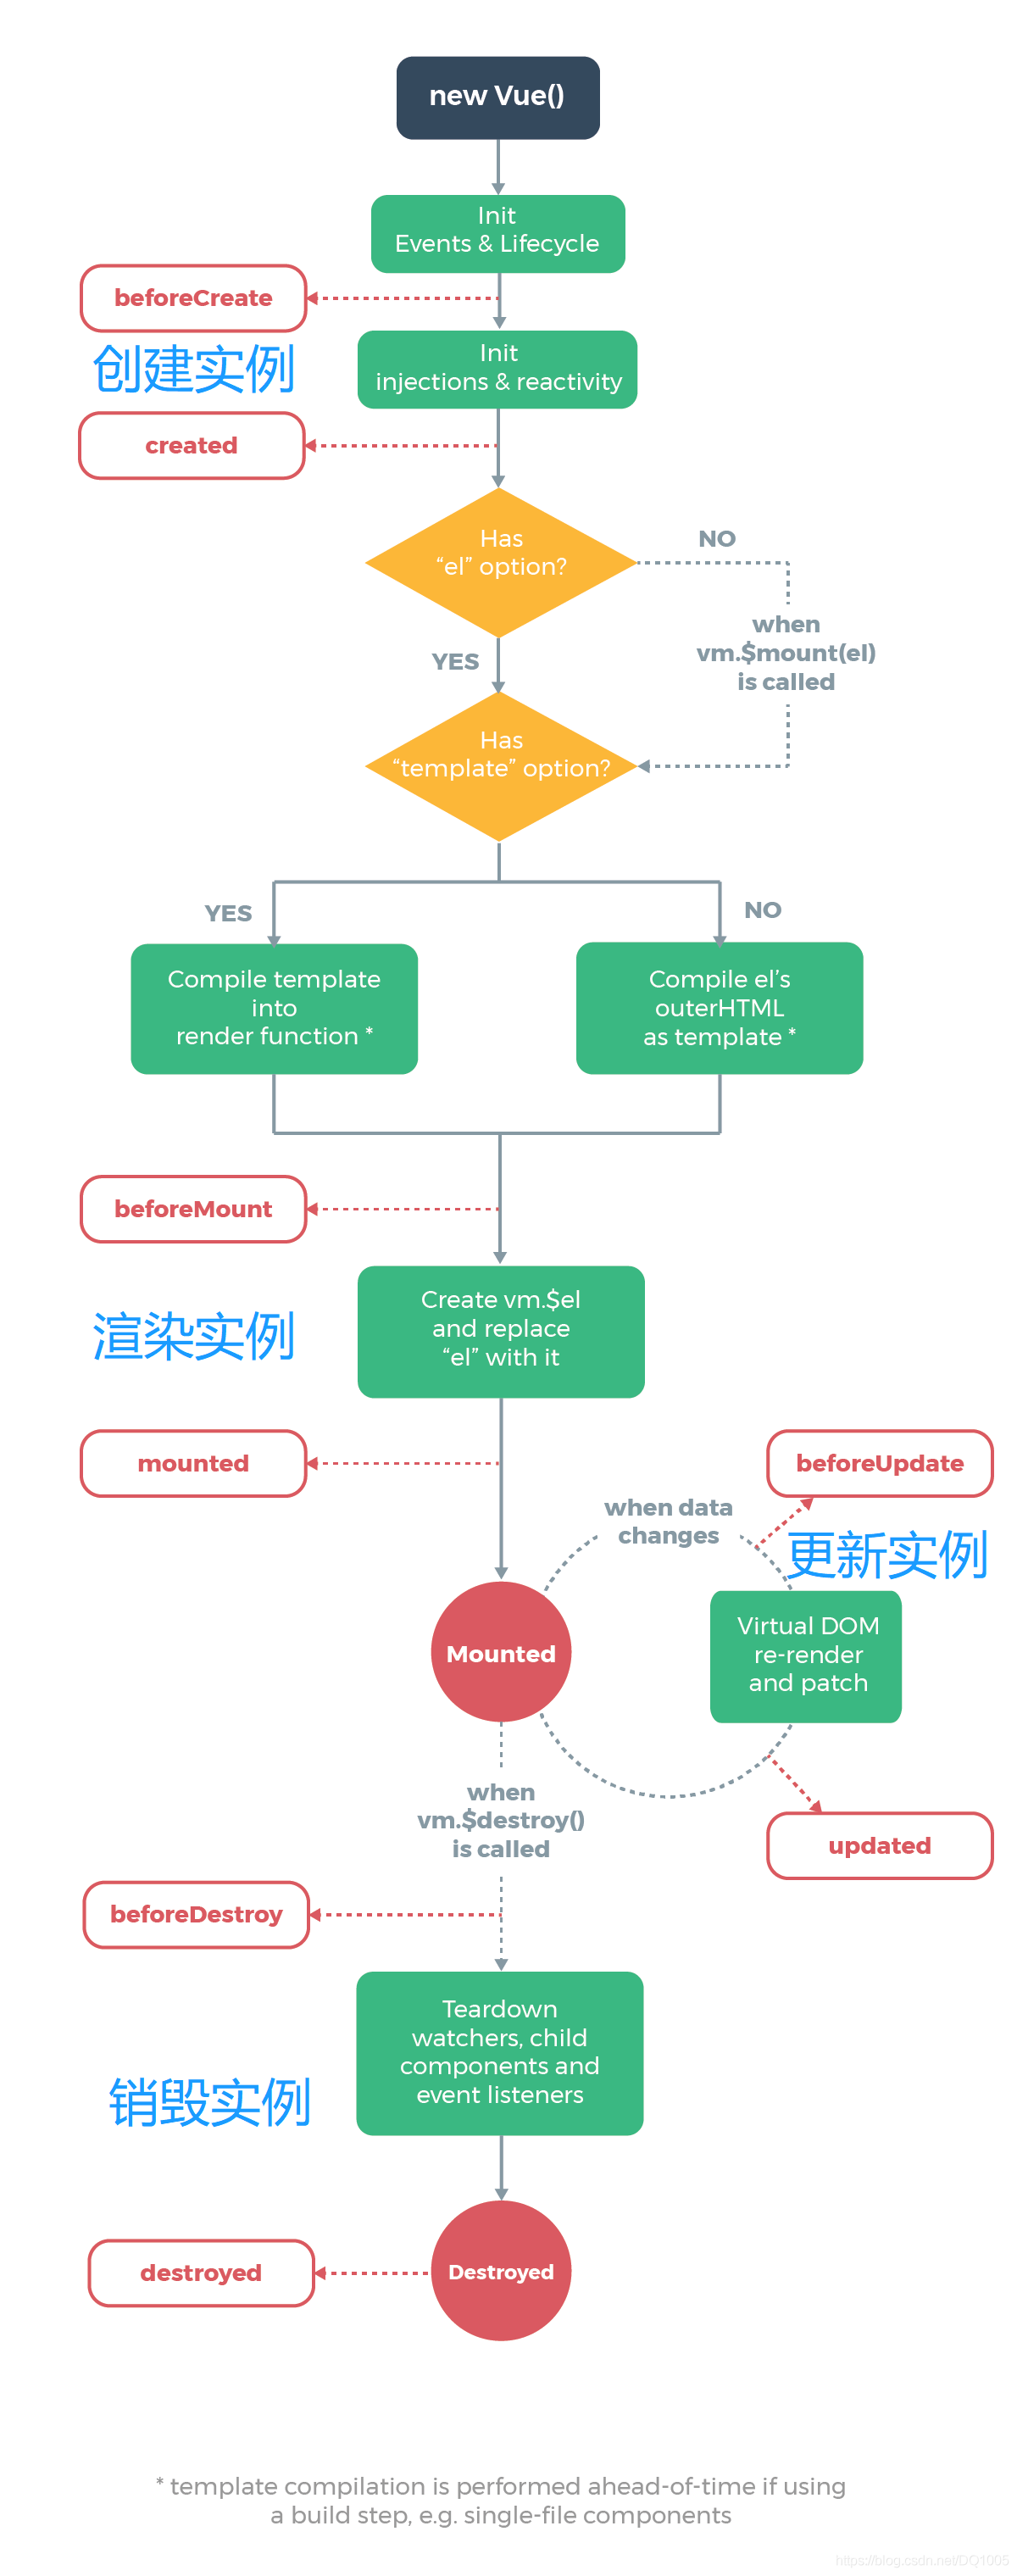 new Vue()
Init
Events & Lifecycle
beforeCreate
创建实例
Init
injections & reactivity
created
Has
“el” option?
NO
when
vm.$mount(el)
is called
YES
Has
“template” option?
YES
NO
Compile template
into
render function *
Compile el’s
outerHTML
as template *
beforeMount
渲染实例
Create vm.$el
and replace
“el” with it
mounted
beforeUpdate
when data
changes
更新实例
Mounted
Virtual DOM
re-render
and patch
when
vm.$destroy()
is called
updated
beforeDestroy
销毁实例
Teardown
watchers, child
components and
event listeners
destroyed
Destroyed
* template compilation is performed ahead-of-time if using
a build step, e.g. single-file components
https://blog.csdn.net/DQ1005